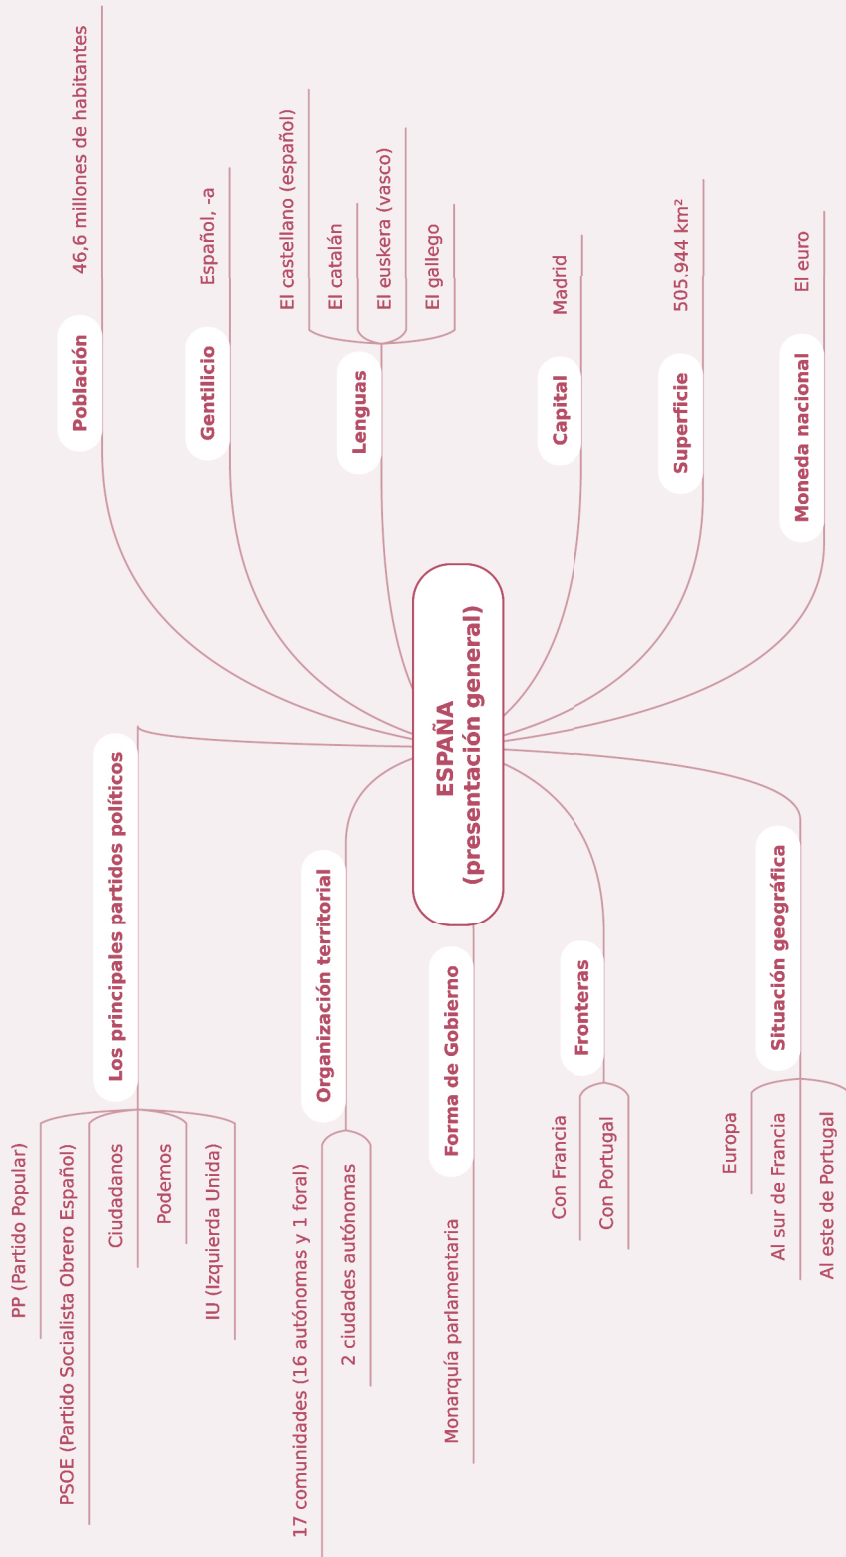 ESPAÑA
(presentación general)
Población
46,6 millones de habitantes
Gentilicio
Español, -a
Lenguas
El castellano (español)
El catalán
El euskera (vasco)
El gallego
Capital
Madrid
Superficie
505.944 km²
Moneda nacional
El euro
Los principales partidos políticos
PP (Partido Popular)
PSOE (Partido Socialista Obrero Español)
Ciudadanos
Podemos
IU (Izquierda Unida)
Organización territorial
17 comunidades (16 autónomas y 1 foral)
2 ciudades autónomas
Forma de Gobierno
Monarquía parlamentaria
Fronteras
Con Francia
Con Portugal
Situación geográfica
Europa
Al sur de Francia
Al este de Portugal